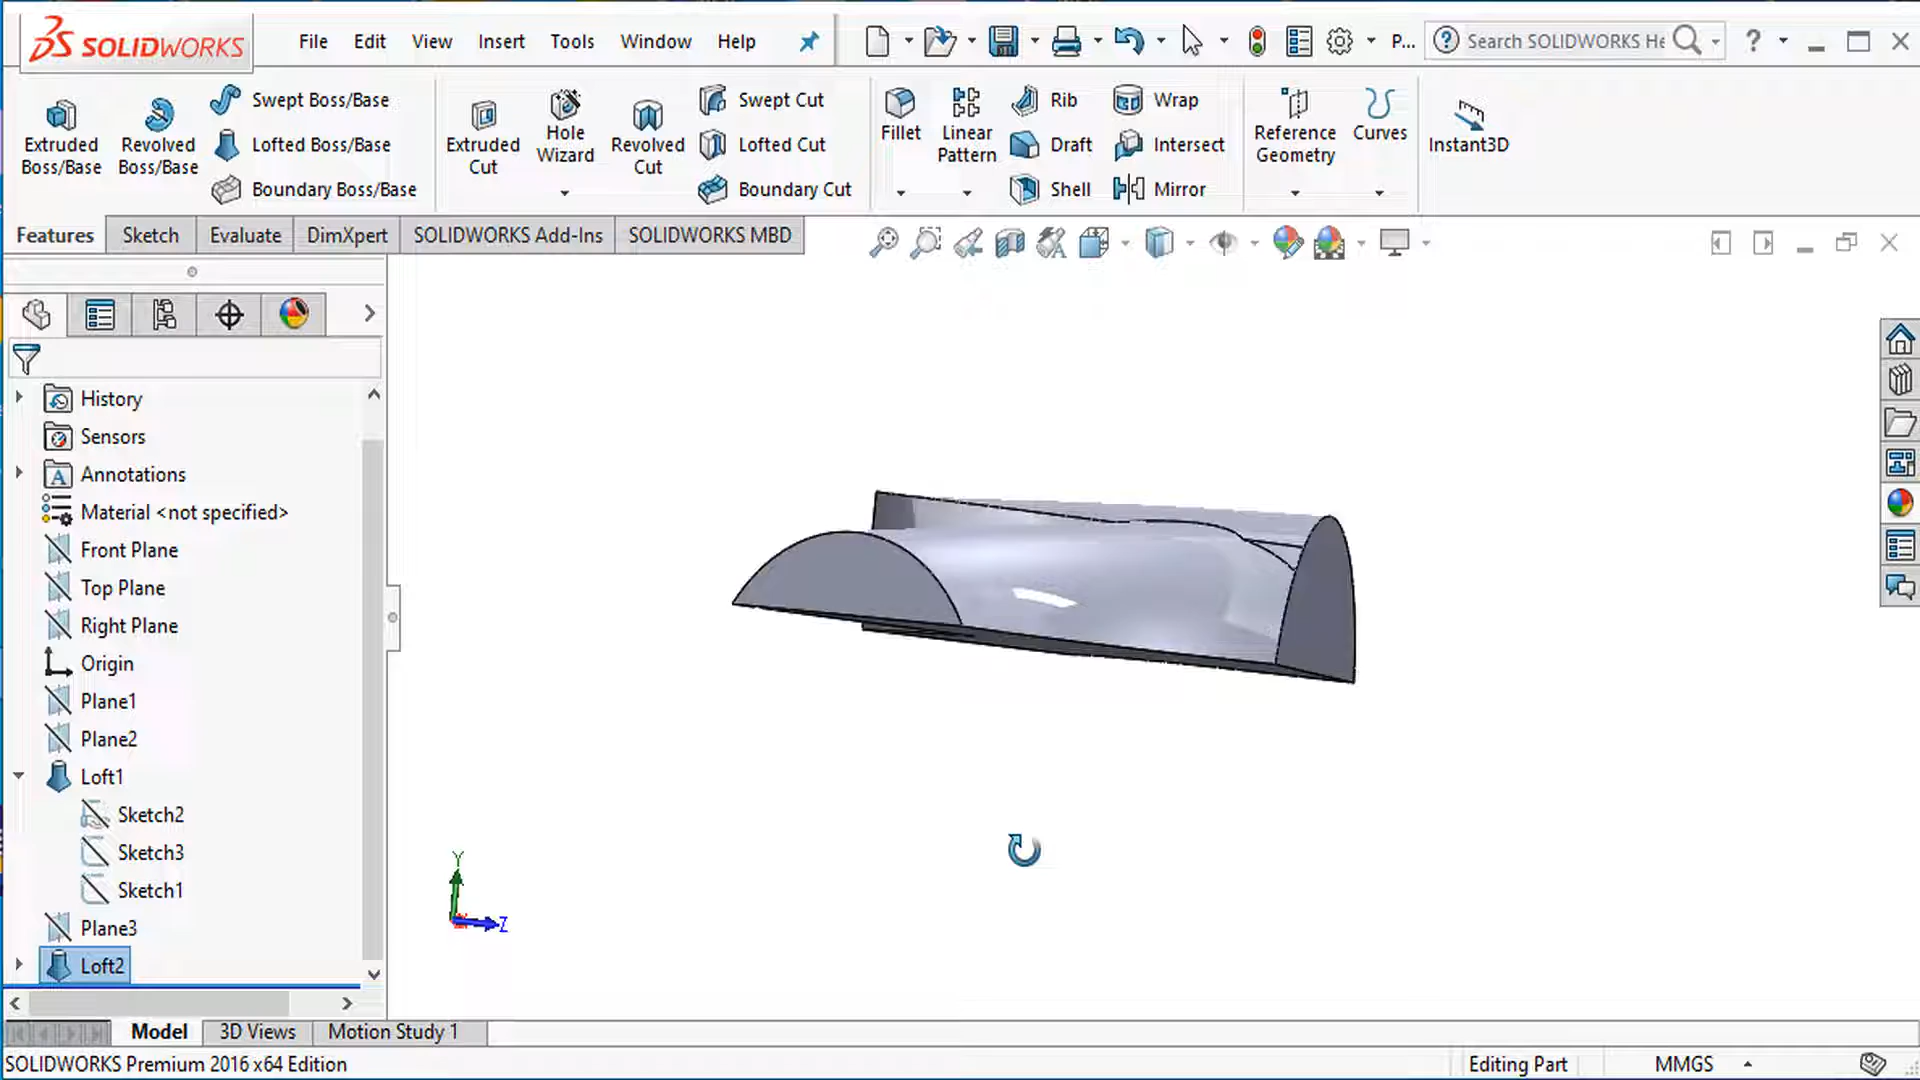 SOLIDWORKS File Edit View Insert Tools Window Help P... Search SOLIDWORKS He ?
Extruded Boss/Base
Revolved Boss/Base
Swept Boss/Base
Lofted Boss/Base
Boundary Boss/Base
Extruded Cut
Hole Wizard
Revolved Cut
Swept Cut
Lofted Cut
Boundary Cut
Fillet
Linear Pattern
Rib
Draft
Shell
Wrap
Intersect
Mirror
Reference Geometry
Curves
Instant3D
Features Sketch Evaluate DimXpert SOLIDWORKS Add-Ins SOLIDWORKS MBD
History
Sensors
Annotations
Material <not specified>
Front Plane
Top Plane
Right Plane
Origin
Plane1
Plane2
Loft1
Sketch2
Sketch3
Sketch1
Plane3
Loft2
Y
Z
Model 3D Views Motion Study 1
SOLIDWORKS Premium 2016 x64 Edition Editing Part MMGS